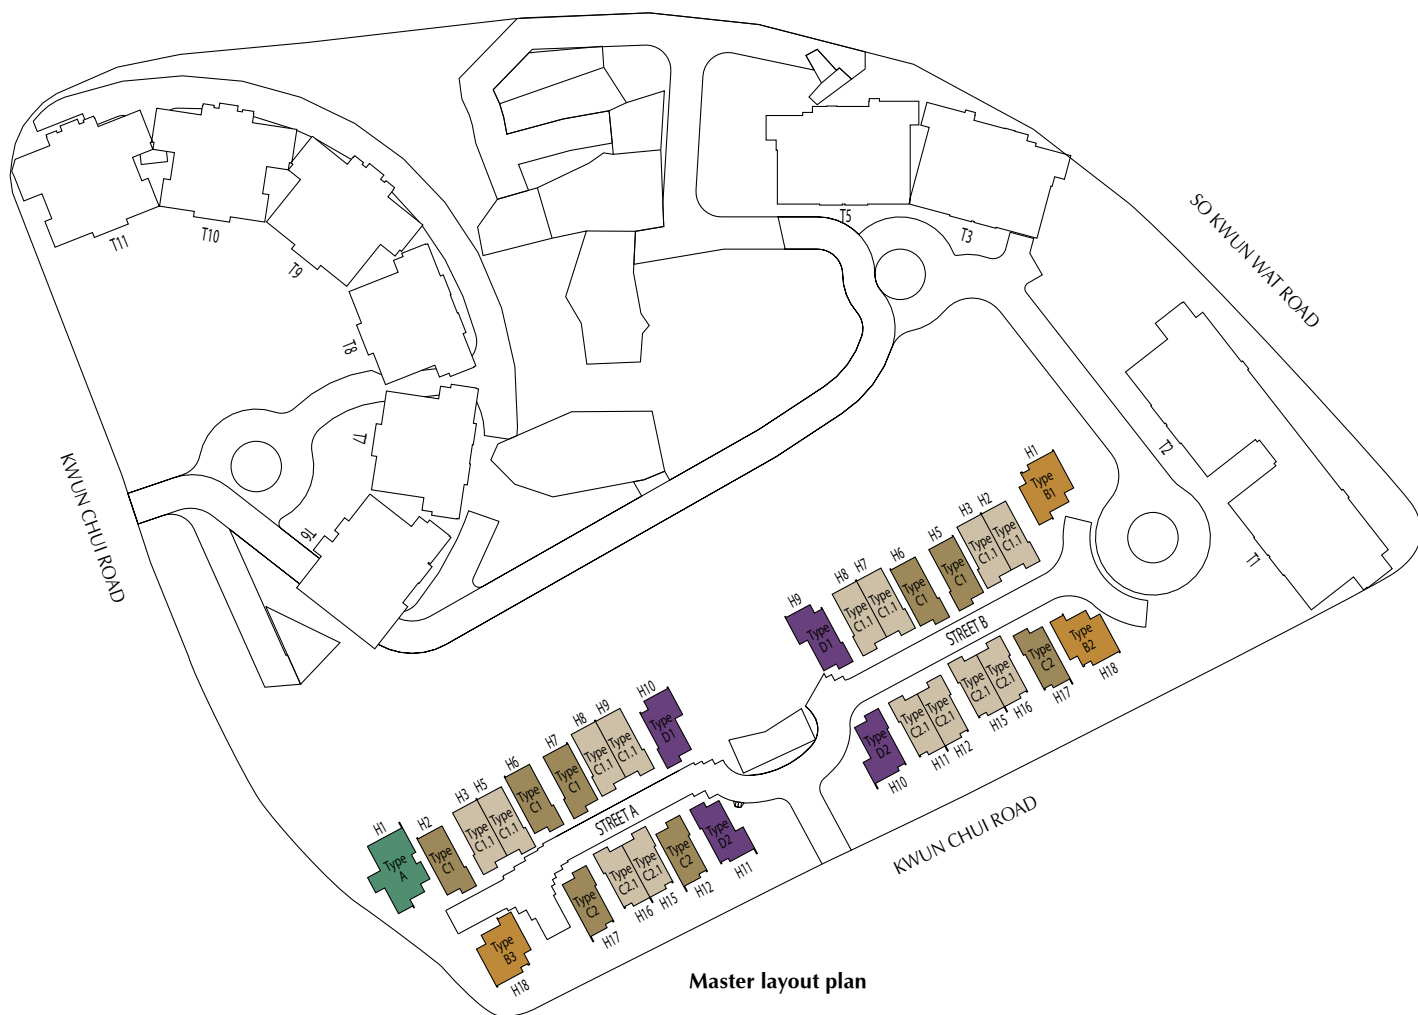 T11
T10
T9
T8
T7
T6
T5
T3
T2
T1
SO KWUN WAT ROAD
KWUN CHUI ROAD
H1
Type
B1
H2
Type
C1.1
H3
Type
C1.1
H5
Type
C1
H6
Type
C1
H7
Type
C1.1
H8
Type
C1.1
H9
Type
D1
STREET B
Type
D2
H10
Type
C2.1
H11
Type
C2.1
H12
Type
C2.1
H15
Type
C2.1
H16
Type
C2
H17
Type
B2
H18
H10
Type
D1
H9
Type
C1.1
H8
Type
C1.1
H7
Type
C1
H6
Type
C1
H5
Type
C1.1
H3
Type
C1.1
H2
Type
C1
H1
Type
A
STREET A
Type
D2
H11
Type
C2
H12
Type
C2.1
H15
Type
C2.1
H16
Type
C2
H17
Type
B3
H18
KWUN CHUI ROAD
Master layout plan